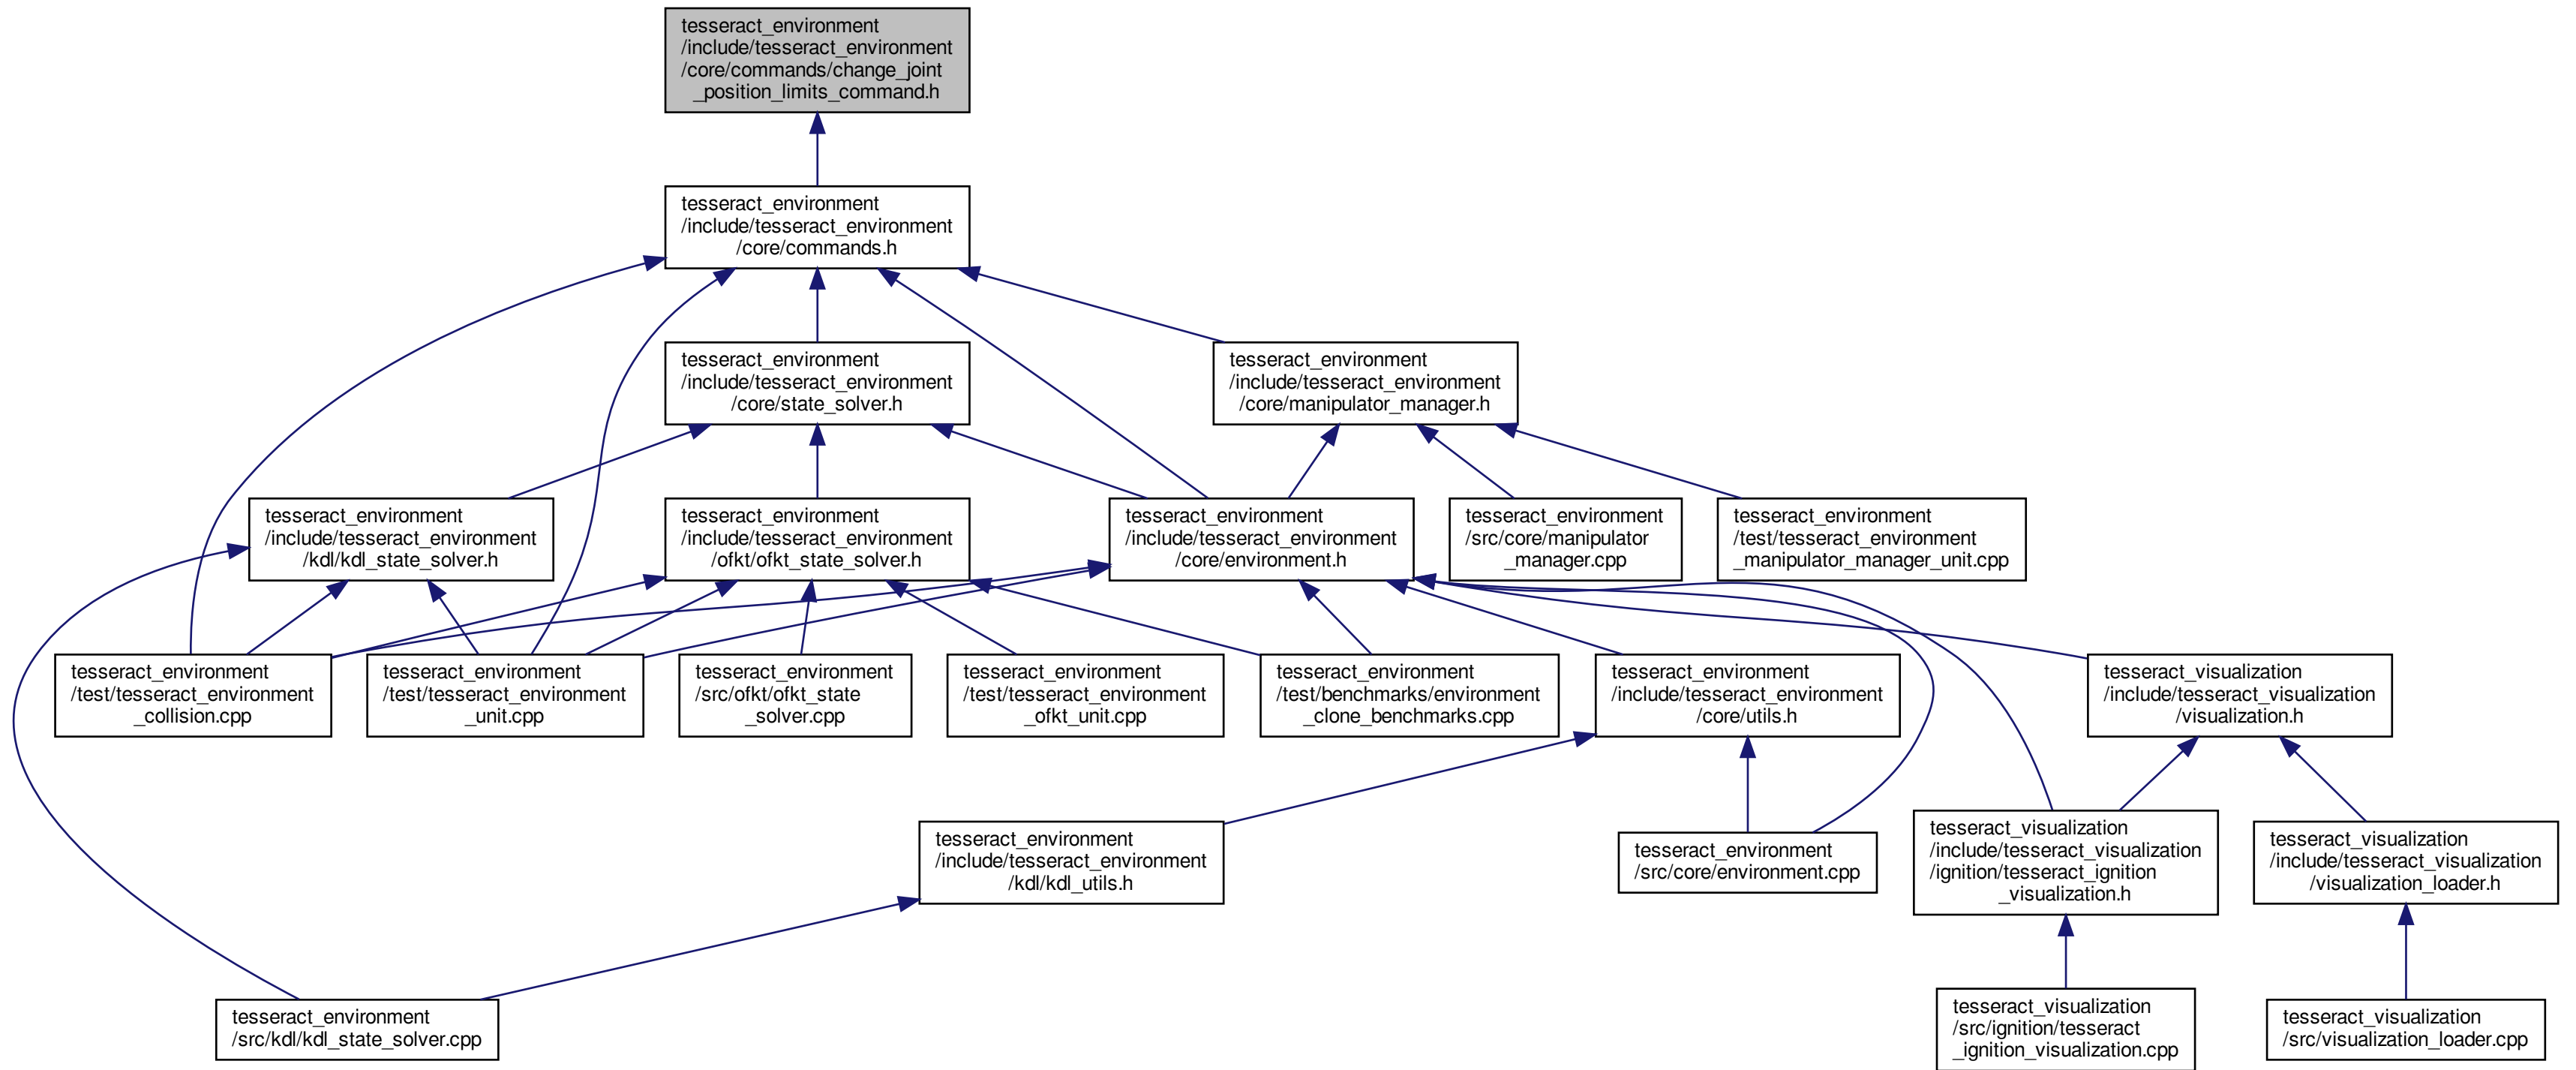 tesseract_environment
/include/tesseract_environment
/core/commands/change_joint
_position_limits_command.h
tesseract_environment
/include/tesseract_environment
/core/commands.h
tesseract_environment
/include/tesseract_environment
/core/state_solver.h
tesseract_environment
/include/tesseract_environment
/core/manipulator_manager.h
tesseract_environment
/include/tesseract_environment
/kdl/kdl_state_solver.h
tesseract_environment
/include/tesseract_environment
/ofkt/ofkt_state_solver.h
tesseract_environment
/include/tesseract_environment
/core/environment.h
tesseract_environment
/src/core/manipulator
_manager.cpp
tesseract_environment
/test/tesseract_environment
_manipulator_manager_unit.cpp
tesseract_environment
/test/tesseract_environment
_collision.cpp
tesseract_environment
/test/tesseract_environment
_unit.cpp
tesseract_environment
/src/ofkt/ofkt_state
_solver.cpp
tesseract_environment
/test/tesseract_environment
_ofkt_unit.cpp
tesseract_environment
/test/benchmarks/environment
_clone_benchmarks.cpp
tesseract_environment
/include/tesseract_environment
/core/utils.h
tesseract_visualization
/include/tesseract_visualization
/visualization.h
tesseract_environment
/include/tesseract_environment
/kdl/kdl_utils.h
tesseract_environment
/src/core/environment.cpp
tesseract_visualization
/include/tesseract_visualization
/ignition/tesseract_ignition
_visualization.h
tesseract_visualization
/include/tesseract_visualization
/visualization_loader.h
tesseract_environment
/src/kdl/kdl_state_solver.cpp
tesseract_visualization
/src/ignition/tesseract
_ignition_visualization.cpp
tesseract_visualization
/src/visualization_loader.cpp